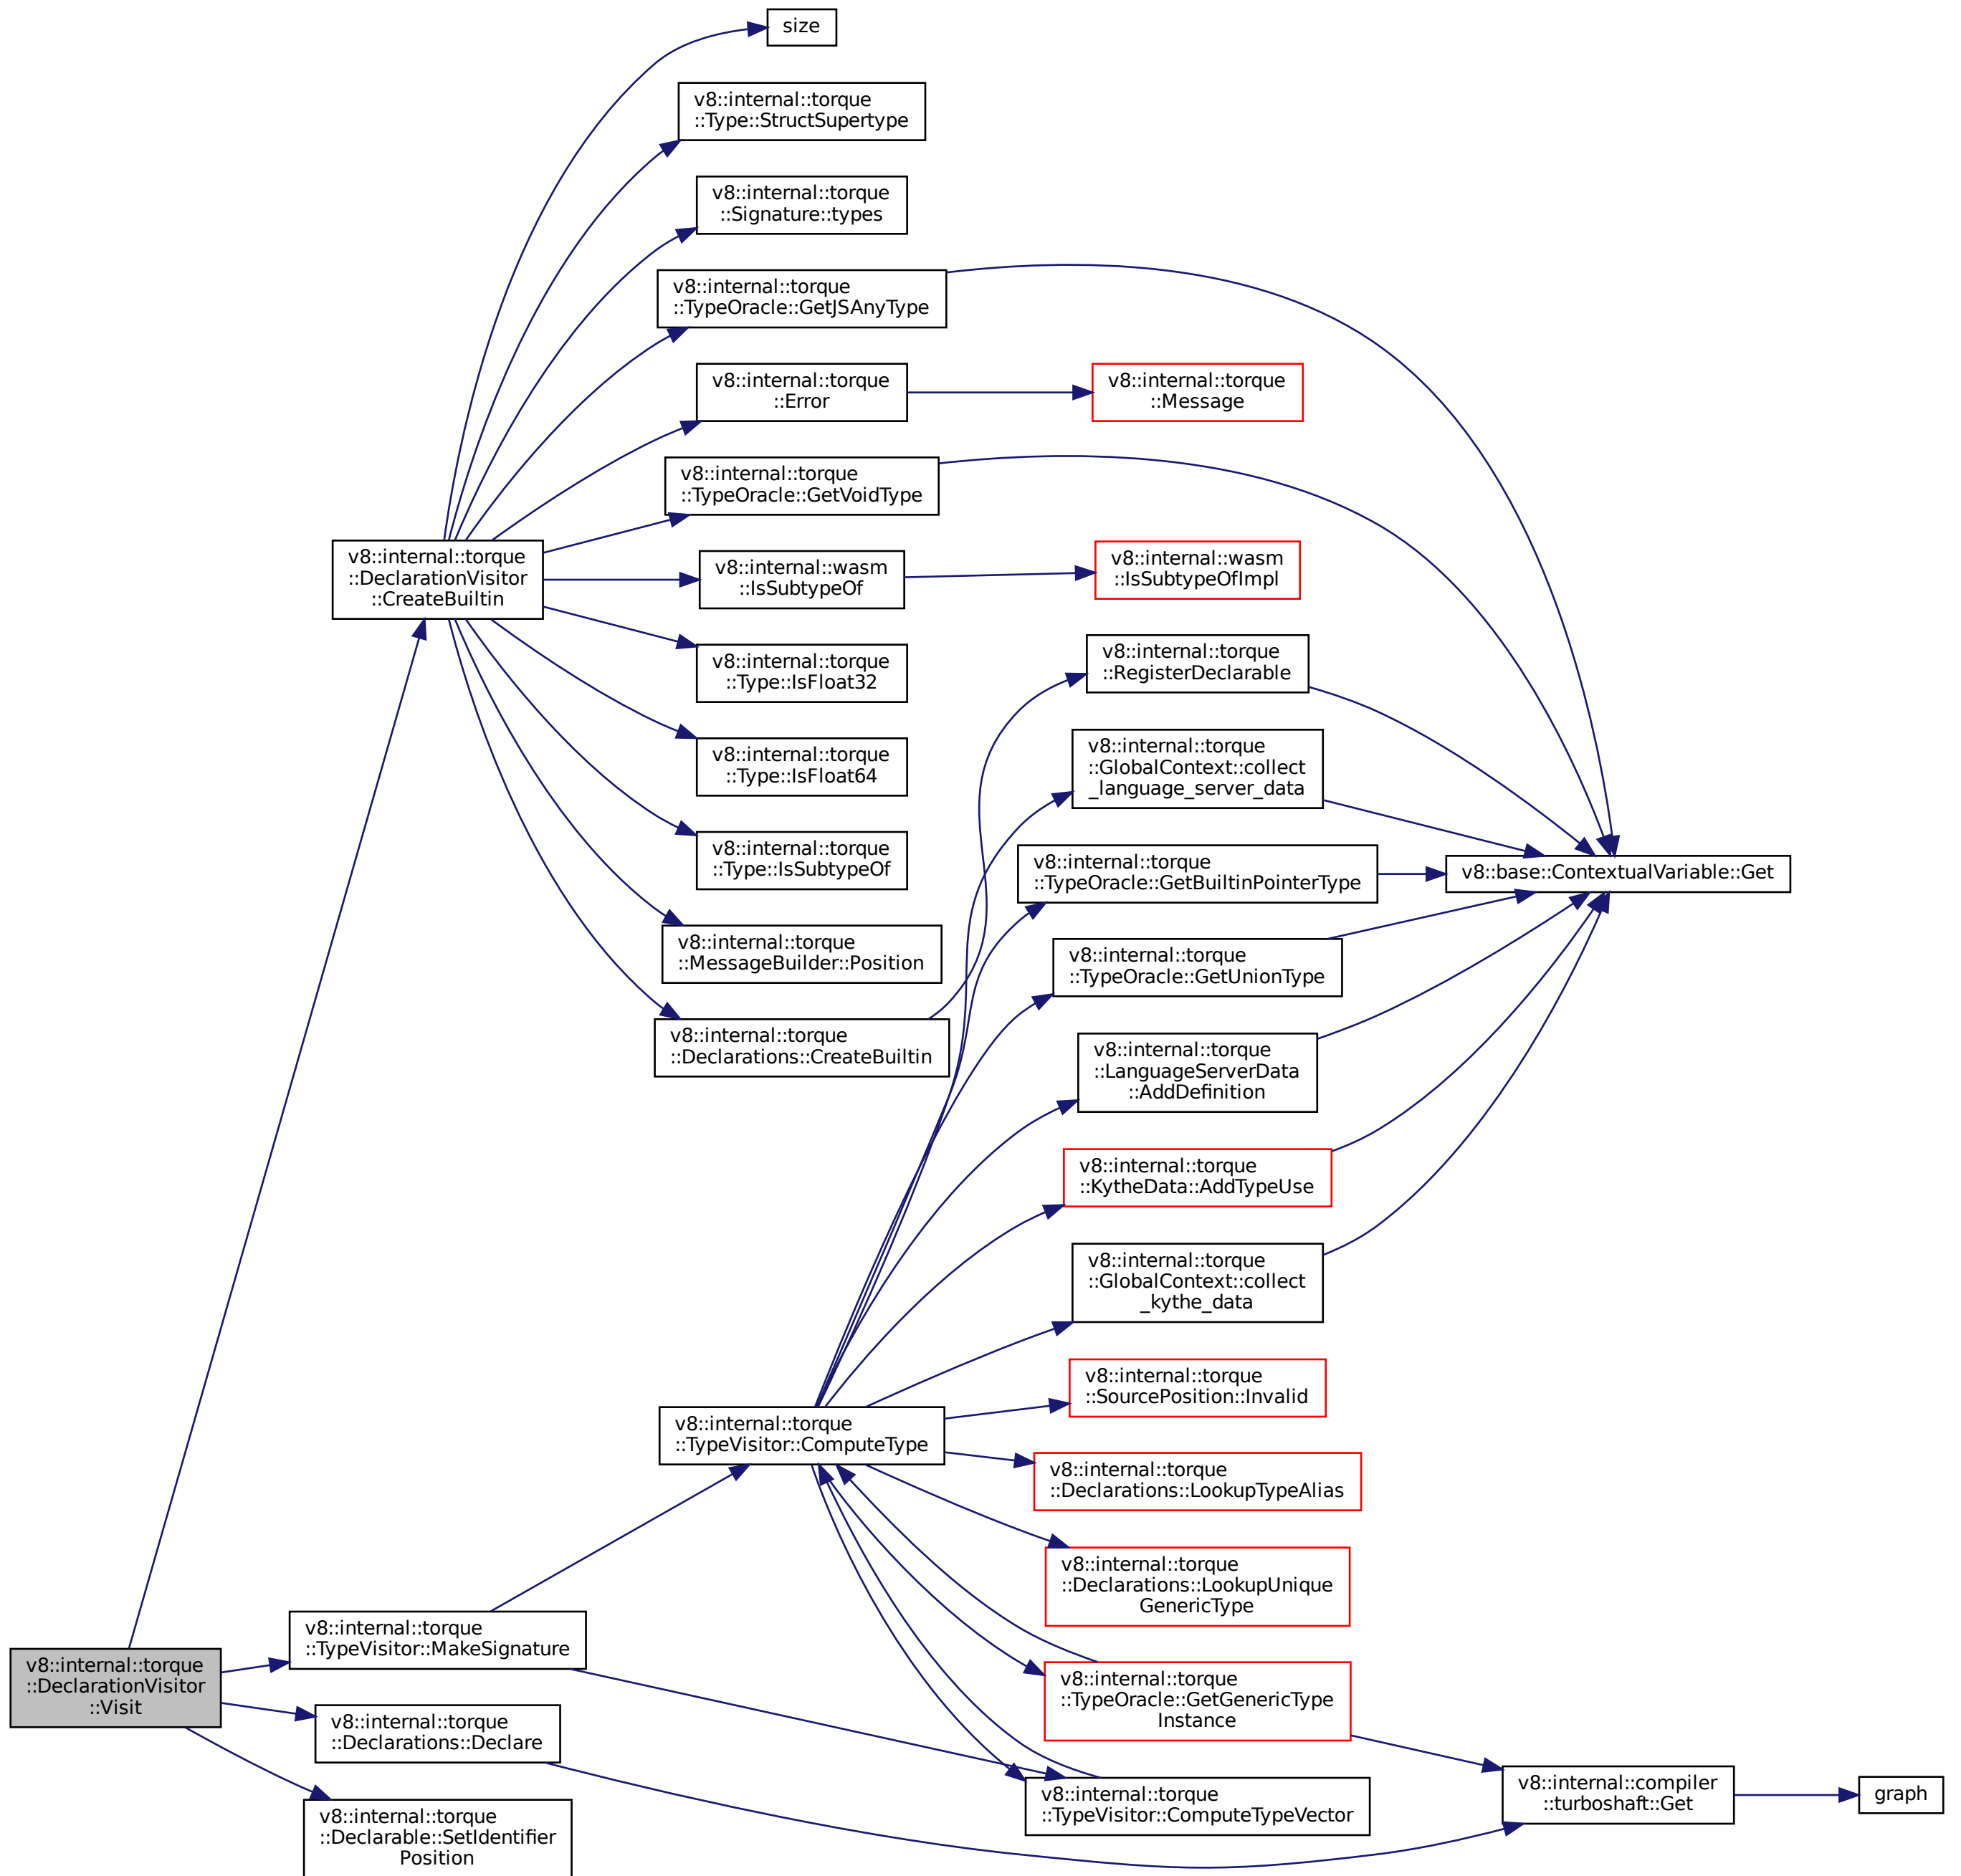 size
v8::internal::torque
::Type::StructSupertype
v8::internal::torque
::Signature::types
v8::internal::torque
::TypeOracle::GetJSAnyType
v8::internal::torque
::Error
v8::internal::torque
::Message
v8::internal::torque
::TypeOracle::GetVoidType
v8::internal::torque
::DeclarationVisitor
::CreateBuiltin
v8::internal::wasm
::IsSubtypeOf
v8::internal::wasm
::IsSubtypeOfImpl
v8::internal::torque
::Type::IsFloat32
v8::internal::torque
::RegisterDeclarable
v8::internal::torque
::Type::IsFloat64
v8::internal::torque
::GlobalContext::collect
_language_server_data
v8::internal::torque
::Type::IsSubtypeOf
v8::internal::torque
::TypeOracle::GetBuiltinPointerType
v8::base::ContextualVariable::Get
v8::internal::torque
::MessageBuilder::Position
v8::internal::torque
::TypeOracle::GetUnionType
v8::internal::torque
::Declarations::CreateBuiltin
v8::internal::torque
::LanguageServerData
::AddDefinition
v8::internal::torque
::KytheData::AddTypeUse
v8::internal::torque
::GlobalContext::collect
_kythe_data
v8::internal::torque
::SourcePosition::Invalid
v8::internal::torque
::TypeVisitor::ComputeType
v8::internal::torque
::Declarations::LookupTypeAlias
v8::internal::torque
::Declarations::LookupUnique
GenericType
v8::internal::torque
::TypeVisitor::MakeSignature
v8::internal::torque
::DeclarationVisitor
::Visit
v8::internal::torque
::TypeOracle::GetGenericType
Instance
v8::internal::torque
::Declarations::Declare
v8::internal::torque
::TypeVisitor::ComputeTypeVector
v8::internal::compiler
::turboshaft::Get
graph
v8::internal::torque
::Declarable::SetIdentifier
Position